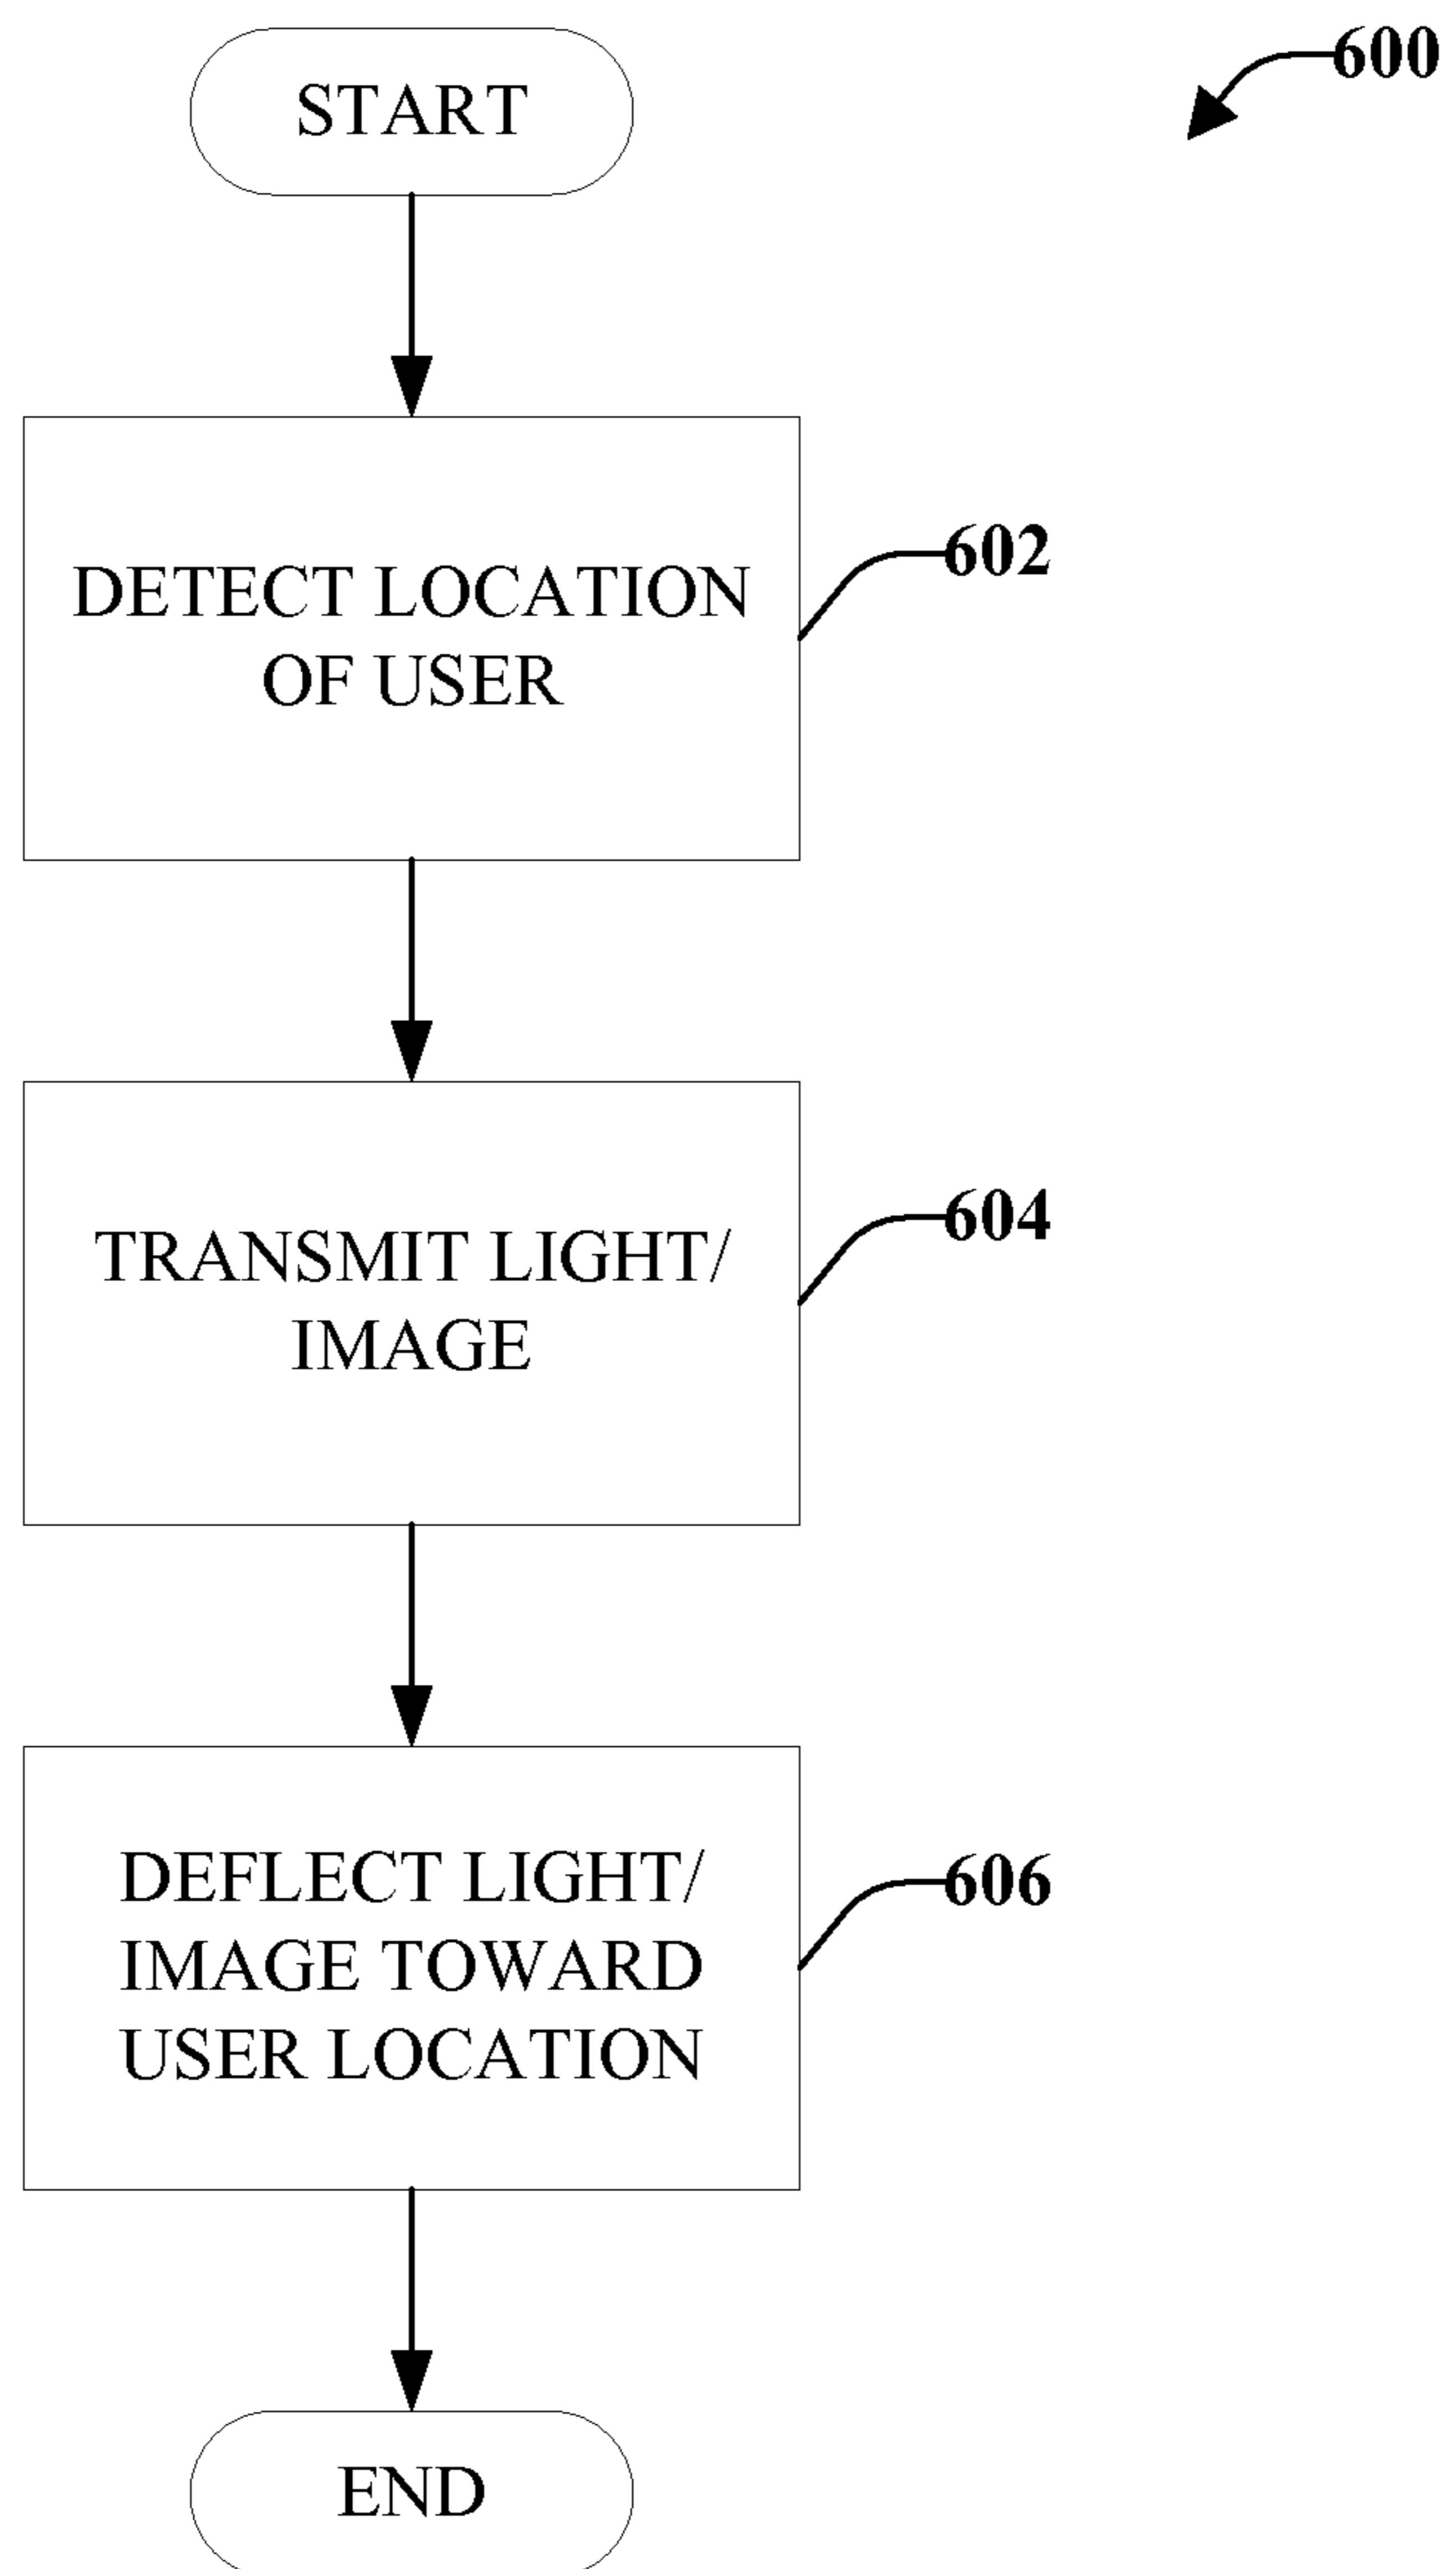 START
600
DETECT LOCATION
OF USER
602
TRANSMIT LIGHT/
IMAGE
604
DEFLECT LIGHT/
IMAGE TOWARD
USER LOCATION
606
END